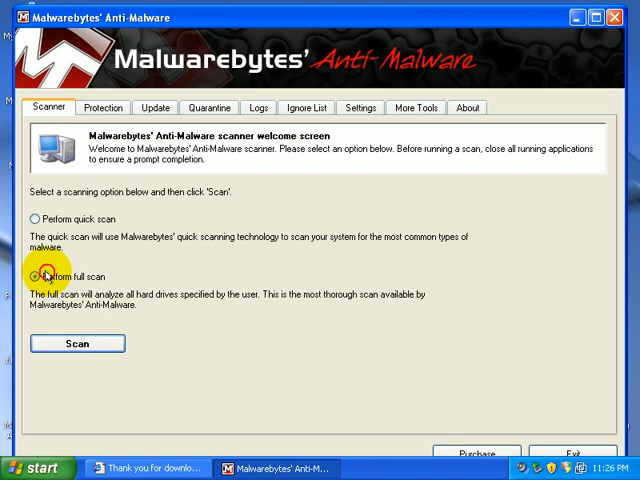 Malwarebytes' Anti-Malware
Malwarebytes' Anti-Malware
Scanner Protection Update Quarantine Logs Ignore List Settings More Tools About
Malwarebytes' Anti-Malware scanner welcome screen
Welcome to Malwarebytes' Anti-Malware scanner. Please select an option below. Before running a scan, close all running applications
to ensure a prompt completion.
Select a scanning option below and then click 'Scan'.
Perform quick scan
The quick scan will use Malwarebytes' quick scanning technology to scan your system for the most common types of
malware.
Perform full scan
The full scan will analyze all hard drives specified by the user. This is the most thorough scan available by
Malwarebytes' Anti-Malware.
Scan
Purchase Exit
start Thank you for downlo... Malwarebytes' Anti-M... 11:26 PM